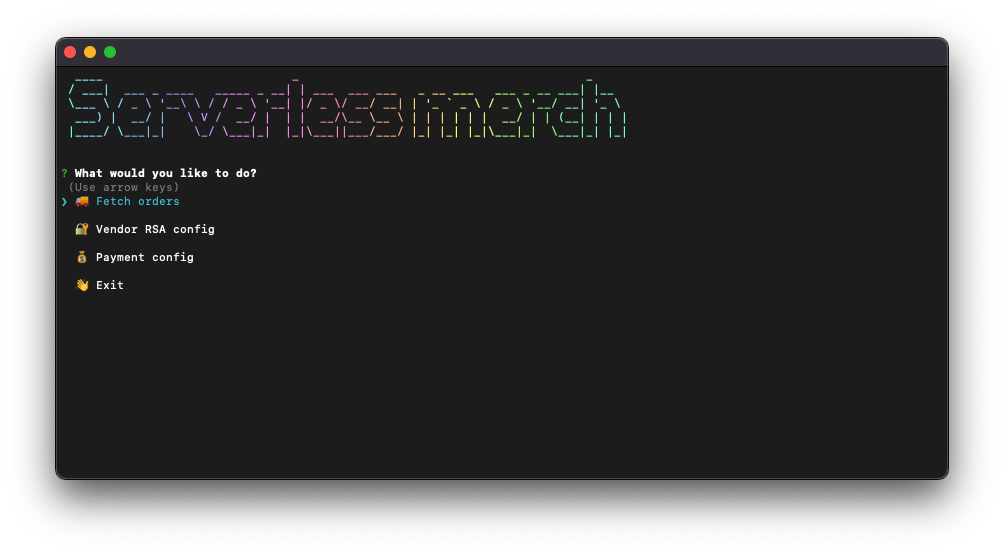 Serverless merch
? What would you like to do?
(Use arrow keys)
❯ 🚚 Fetch orders
🔐 Vendor RSA config
💰 Payment config
👋 Exit